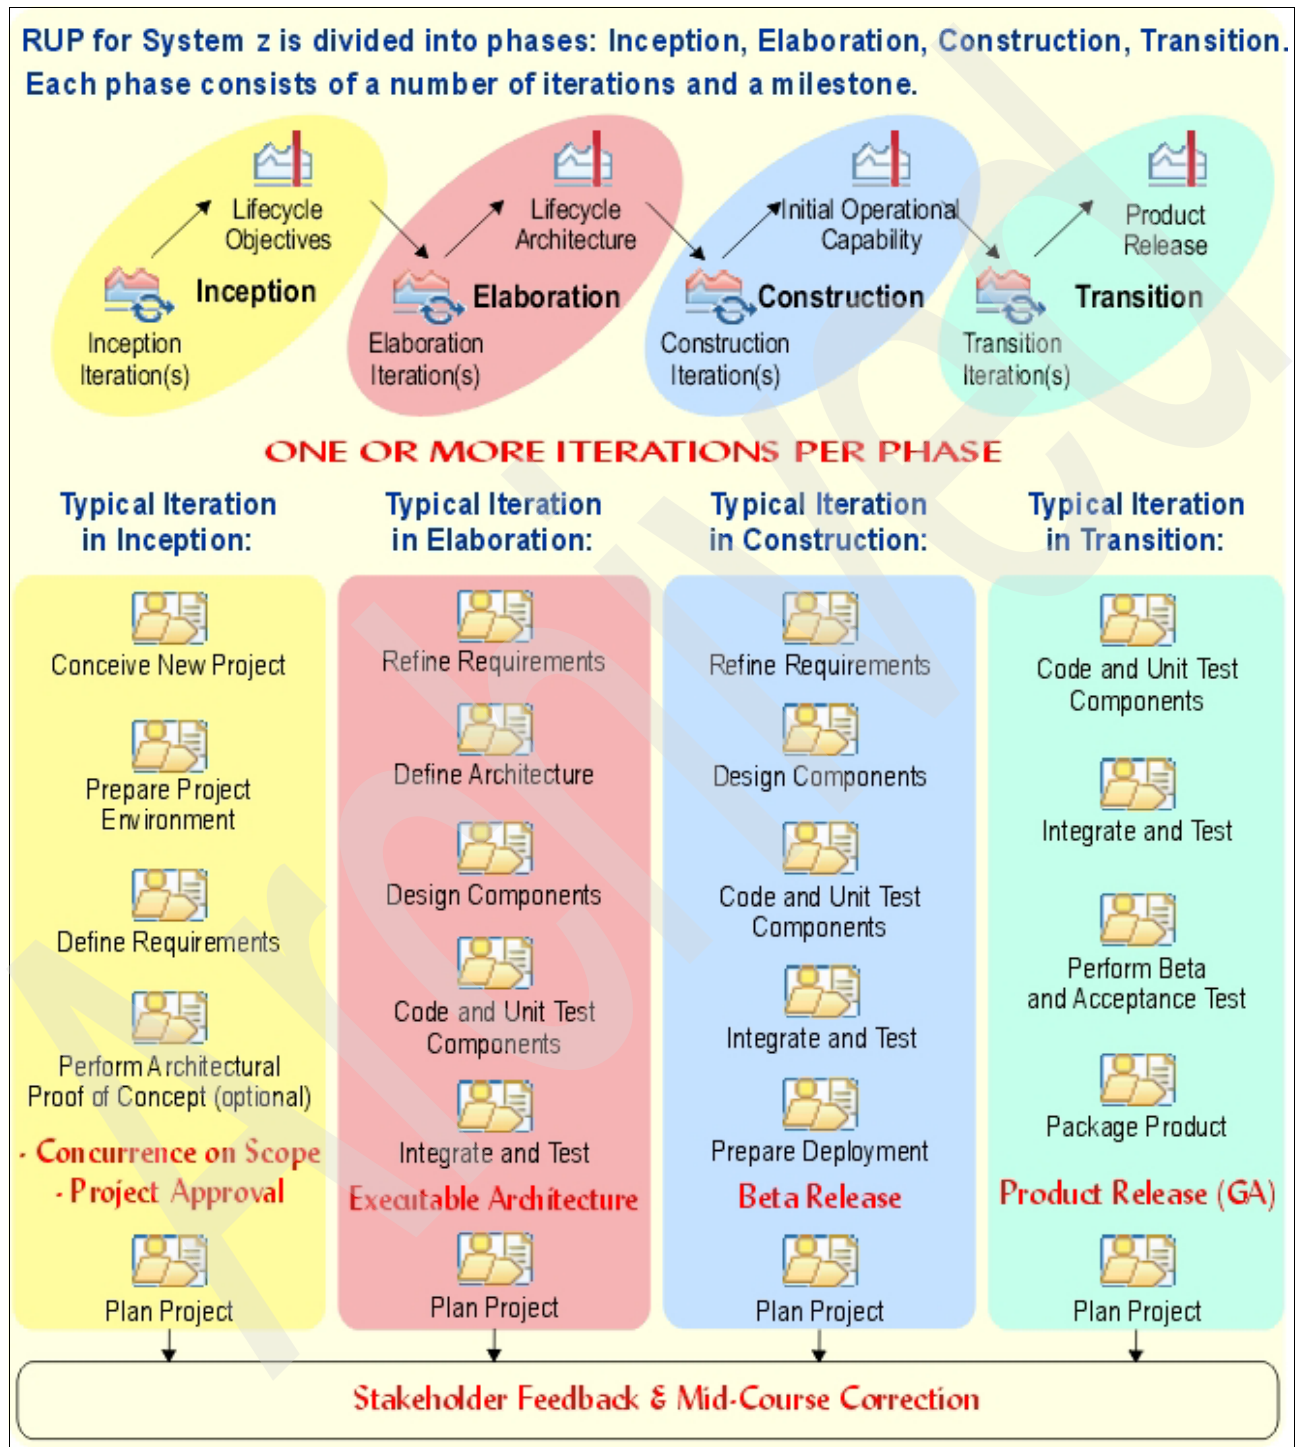 RUP for System z is divided into phases: Inception, Elaboration, Construction, Transition.
Each phase consists of a number of iterations and a milestone.
Lifecycle
Objectives
Inception
Inception
Iteration(s)
Lifecycle
Architecture
Elaboration
Elaboration
Iteration(s)
Initial Operational
Capability
Construction
Construction
Iteration(s)
Product
Release
Transition
Transition
Iteration(s)
ONE OR MORE ITERATIONS PER PHASE
Typical Iteration
in Inception:
Conceive New Project
Prepare Project
Environment
Define Requirements
Perform Architectural
Proof of Concept (optional)
- Concurrence on Scope
- Project Approval
Plan Project
Typical Iteration
in Elaboration:
Refine Requirements
Define Architecture
Design Components
Code and Unit Test
Components
Integrate and Test
Executable Architecture
Plan Project
Typical Iteration
in Construction:
Refine Requirements
Design Components
Code and Unit Test
Components
Integrate and Test
Prepare Deployment
Beta Release
Plan Project
Typical Iteration
in Transition:
Code and Unit Test
Components
Integrate and Test
Perform Beta
and Acceptance Test
Package Product
Product Release (GA)
Plan Project
Stakeholder Feedback & Mid-Course Correction
Archived